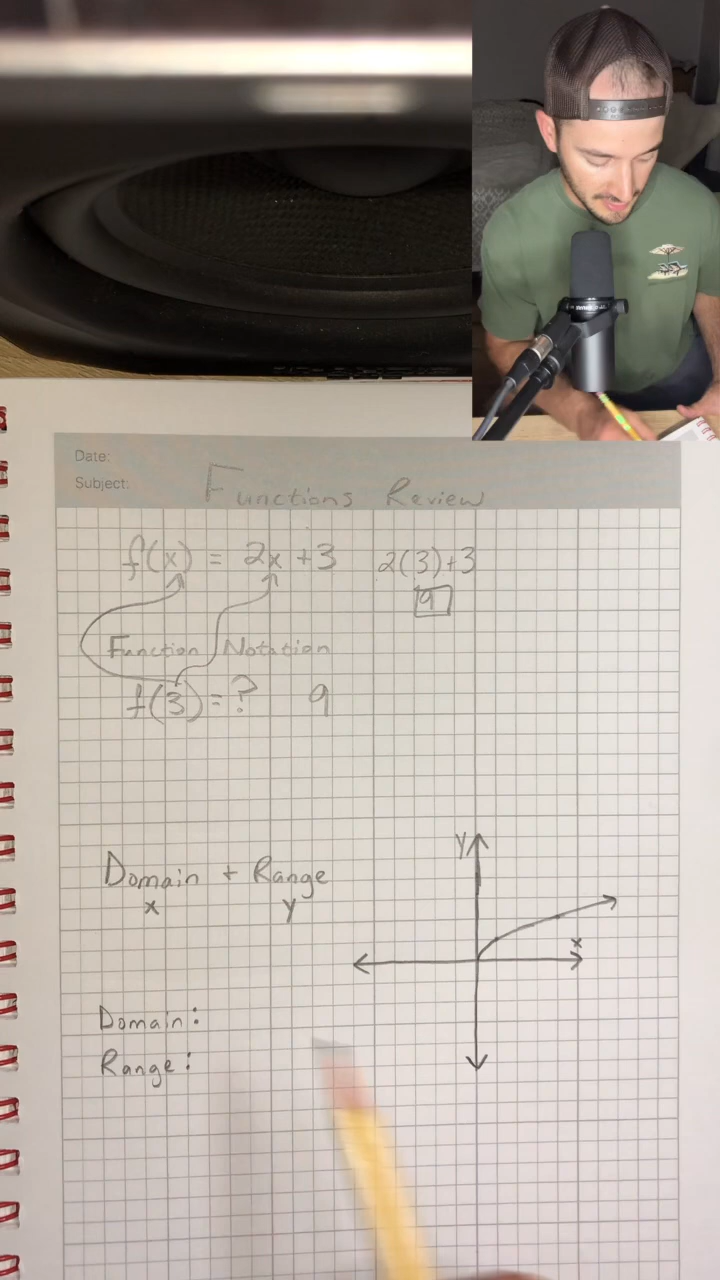 Date:
Subject: Functions Review
f(x) = 2x + 3 2(3)+3
9
Function Notation
f(3) = ? 9
Domain + Range
x y
y
x
Domain:
Range: